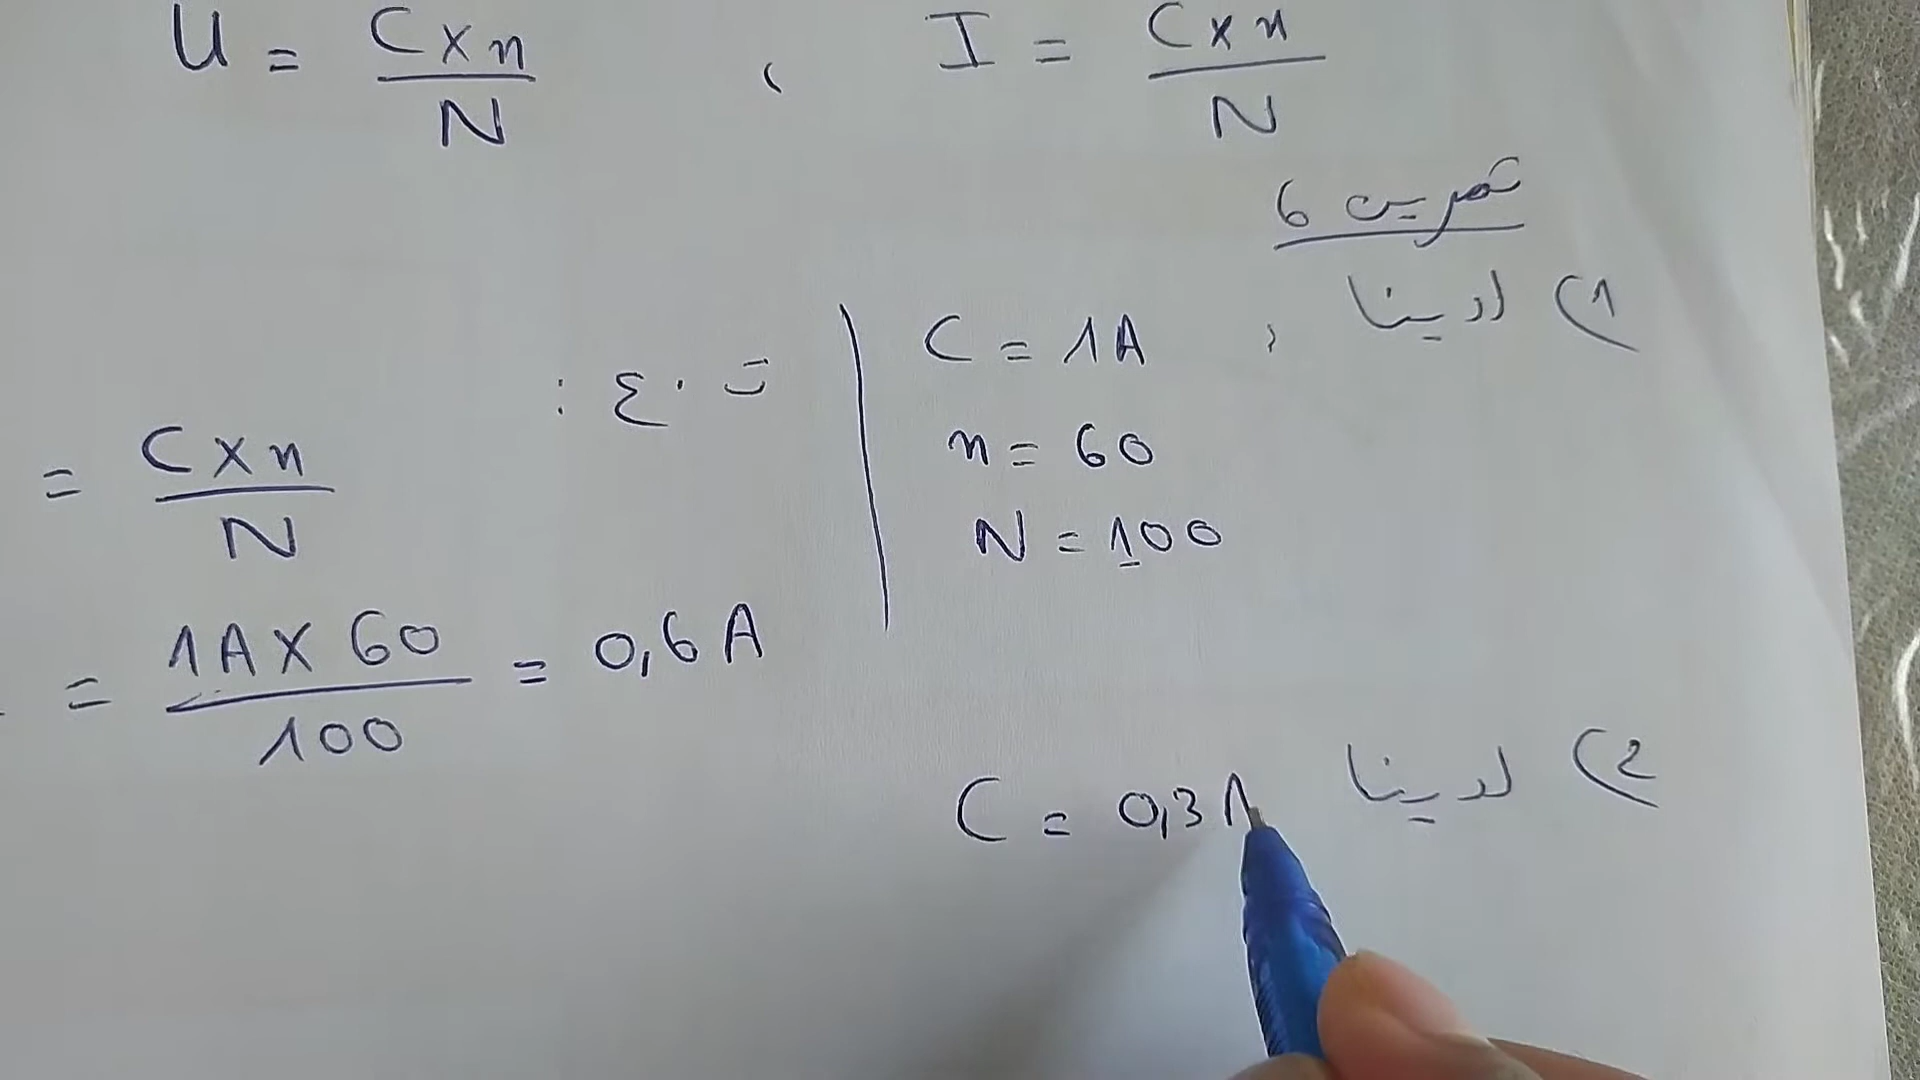 U = C x n / N , I = C x n / N
تمرين 6
1) لدينا , C = 1A
n = 60
N = 100
ت . ع :
= C x n / N
= 1A x 60 / 100 = 0,6 A
2) لدينا C = 0,3 A